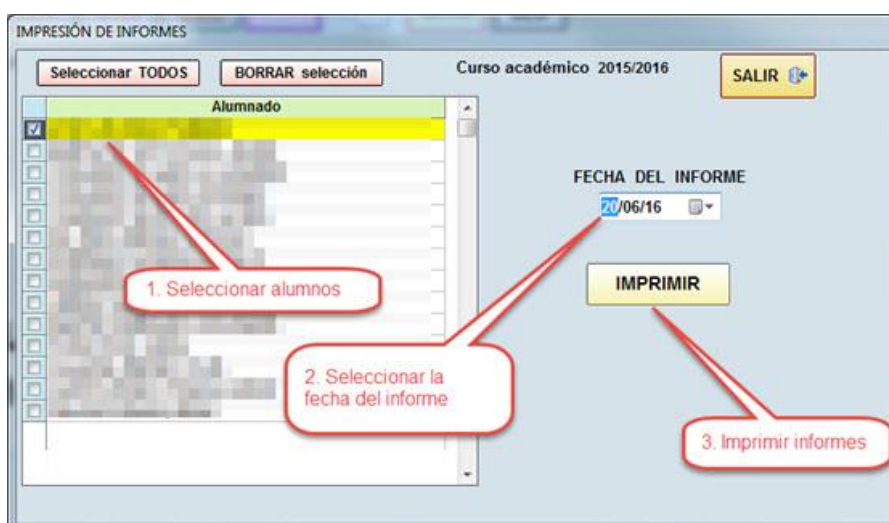 IMPRESIÓN DE INFORMES
Seleccionar TODOS
BORRAR selección
Curso académico 2015/2016
SALIR
Alumnado
FECHA DEL INFORME
20/06/16
1. Seleccionar alumnos
IMPRIMIR
2. Seleccionar la
fecha del informe
3. Imprimir informes